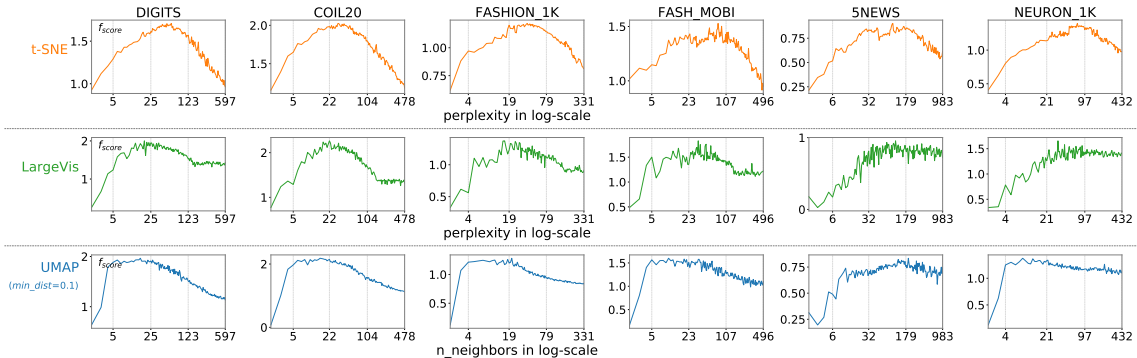 DIGITS COIL20 FASHION_1K FASH_MOBI 5NEWS NEURON_1K
t-SNE
f_score
1.5 1.0
2.0 1.5
1.00 0.75
1.5 1.0
0.75 0.50 0.25
1.0 0.5
5 25 123 597
5 22 104 478
4 19 79 331
5 23 107 496
6 32 179 983
4 21 97 432
perplexity in log-scale
LargeVis
f_score
2 1
2 1
1.0 0.5
1.5 1.0 0.5
1 0
1.5 1.0 0.5
5 25 123 597
5 22 104 478
4 19 79 331
5 23 107 496
6 32 179 983
4 21 97 432
perplexity in log-scale
UMAP
(min_dist=0.1)
f_score
2 1
2 0
1.0 0.5 0.0
1.5 1.0 0.5 0.0
0.75 0.50 0.25
1.0 0.5 0.0
5 25 123 597
5 22 104 478
4 19 79 331
5 23 107 496
6 32 179 983
4 21 97 432
n_neighbors in log-scale